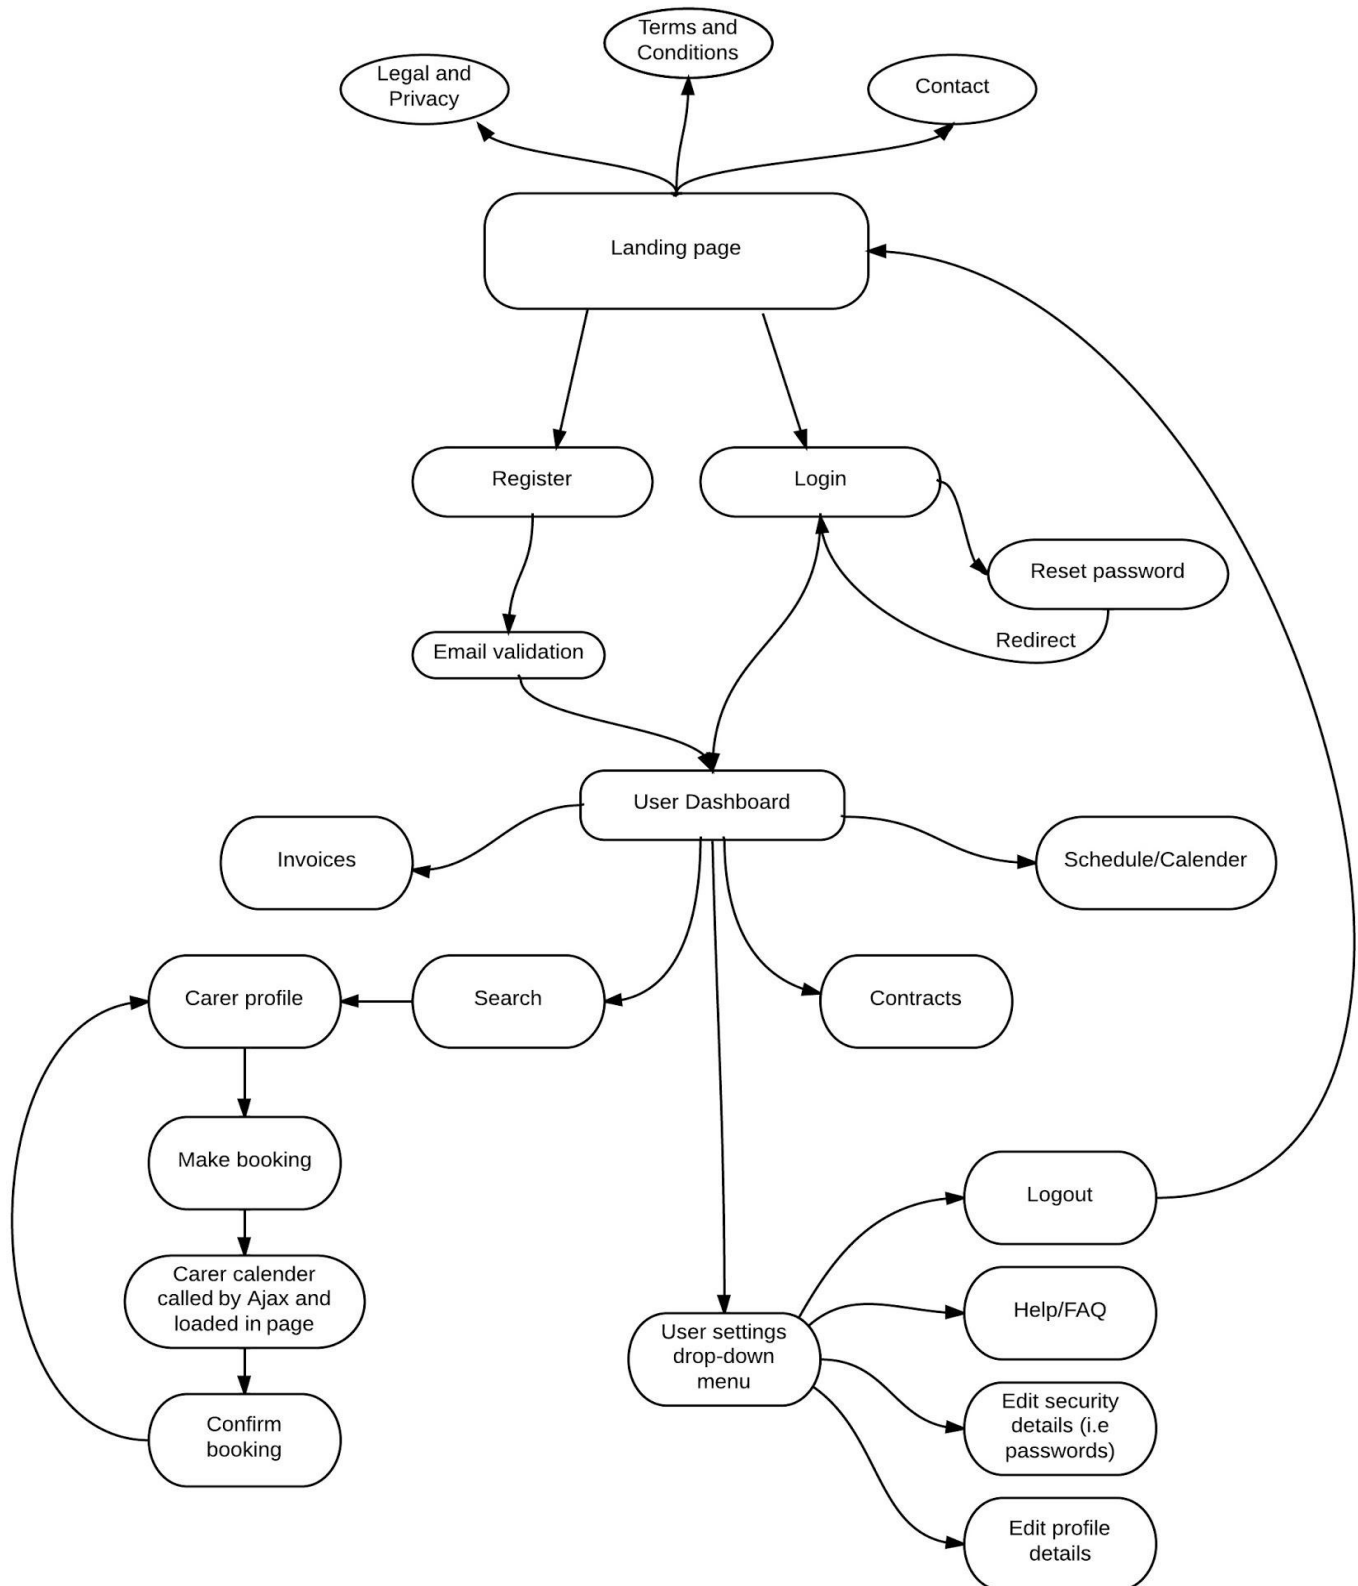 Terms and
Conditions
Legal and
Privacy
Contact
Landing page
Register
Login
Reset password
Redirect
Email validation
User Dashboard
Invoices
Schedule/Calender
Carer profile
Search
Contracts
Make booking
Logout
Carer calender
called by Ajax and
loaded in page
Help/FAQ
User settings
drop-down
menu
Confirm
booking
Edit security
details (i.e
passwords)
Edit profile
details